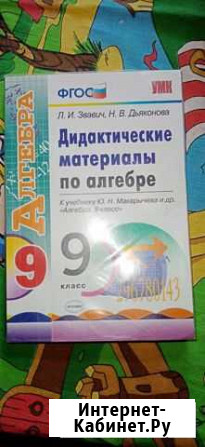 ФГОС
УМК
Л. И. Звавич, Н. В. Дьяконова
АЛГЕБРА
Дидактические
материалы
по алгебре
К учебнику Ю. Н. Макарычева и др.
«Алгебра. 9 класс»
9
9
КЛАСС
Интернет-
Кабинет.Ру